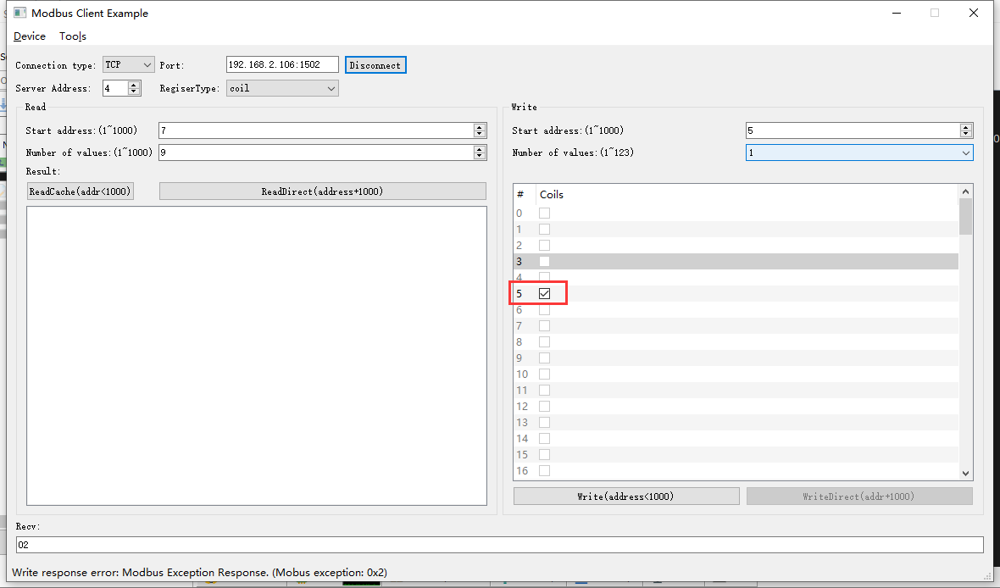 Modbus Client Example
Device Tools
Connection type: TCP Port: 192.168.2.106:1502 Disconnect
Server Address: 4 RegiserType: coil
Read
Start address:(1~1000) 7
Number of values:(1~1000) 9
Result:
ReadCache(addr<1000) ReadDirect(address+1000)
Write
Start address:(1~1000) 5
Number of values:(1~123) 1
# Coils
0
1
2
3
4
5
6
7
8
9
10
11
12
13
14
15
16
Write(address<1000) WriteDirect(addr+1000)
Recv:
02
Write response error: Modbus Exception Response. (Mobus exception: 0x2)